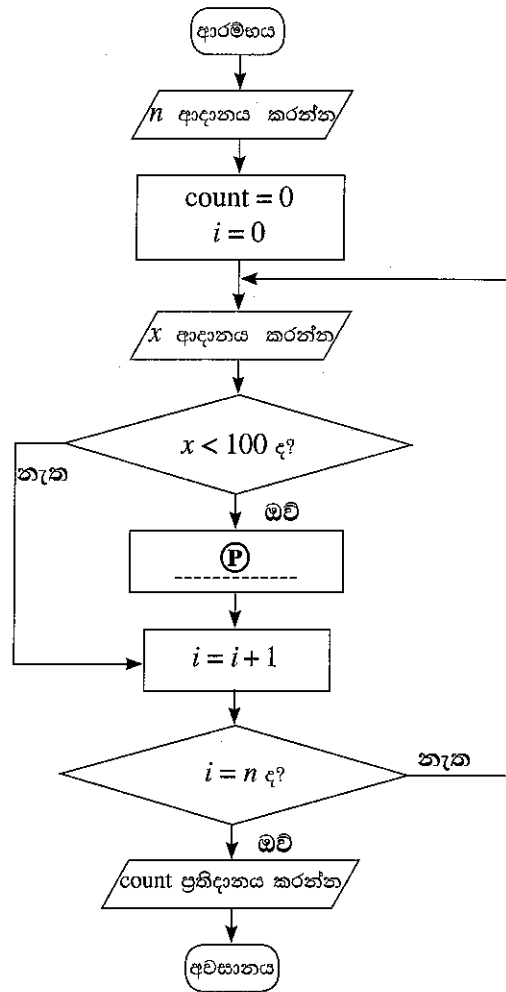 ආරම්භය
n ආදානය කරන්න
count = 0
i = 0
x ආදානය කරන්න
x < 100 ද?
නැත
ඔව්
P
i = i + 1
i = n ද?
නැත
ඔව්
count ප්‍රතිදානය කරන්න
අවසානය